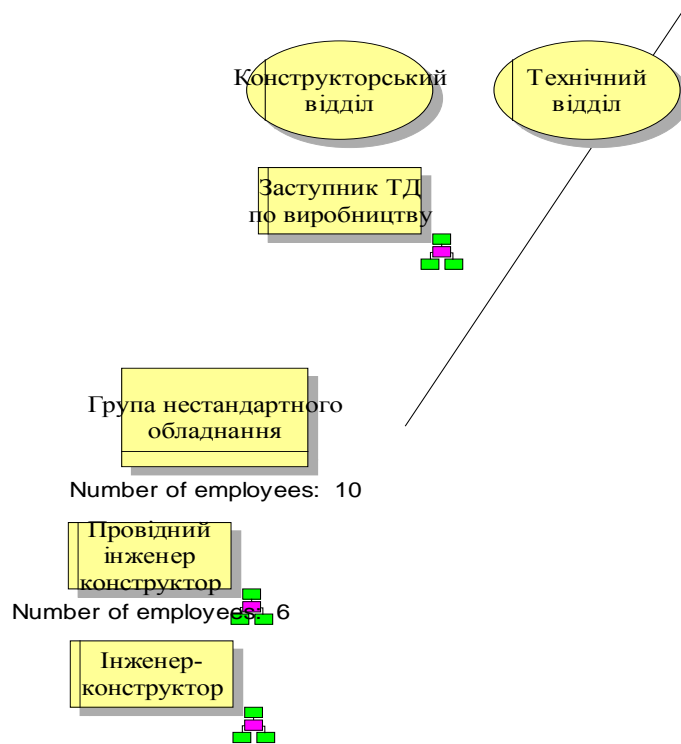 Конструкторський
відділ
Технічний
відділ
Заступник ТД
по виробництву
Група нестандартного
обладнання
Number of employees: 10
Провідний
інженер
конструктор
Number of employees: 6
Інженер-
конструктор